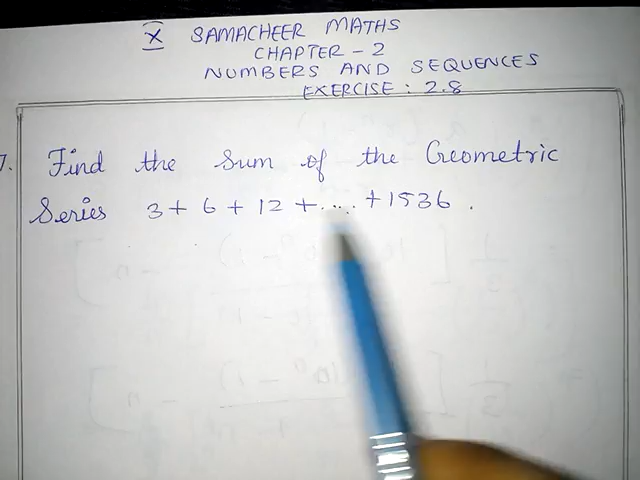 X SAMACHEER MATHS
CHAPTER - 2
NUMBERS AND SEQUENCES
EXERCISE : 2.8
7. Find the Sum of the Geometric
Series 3 + 6 + 12 + .... + 1536 .